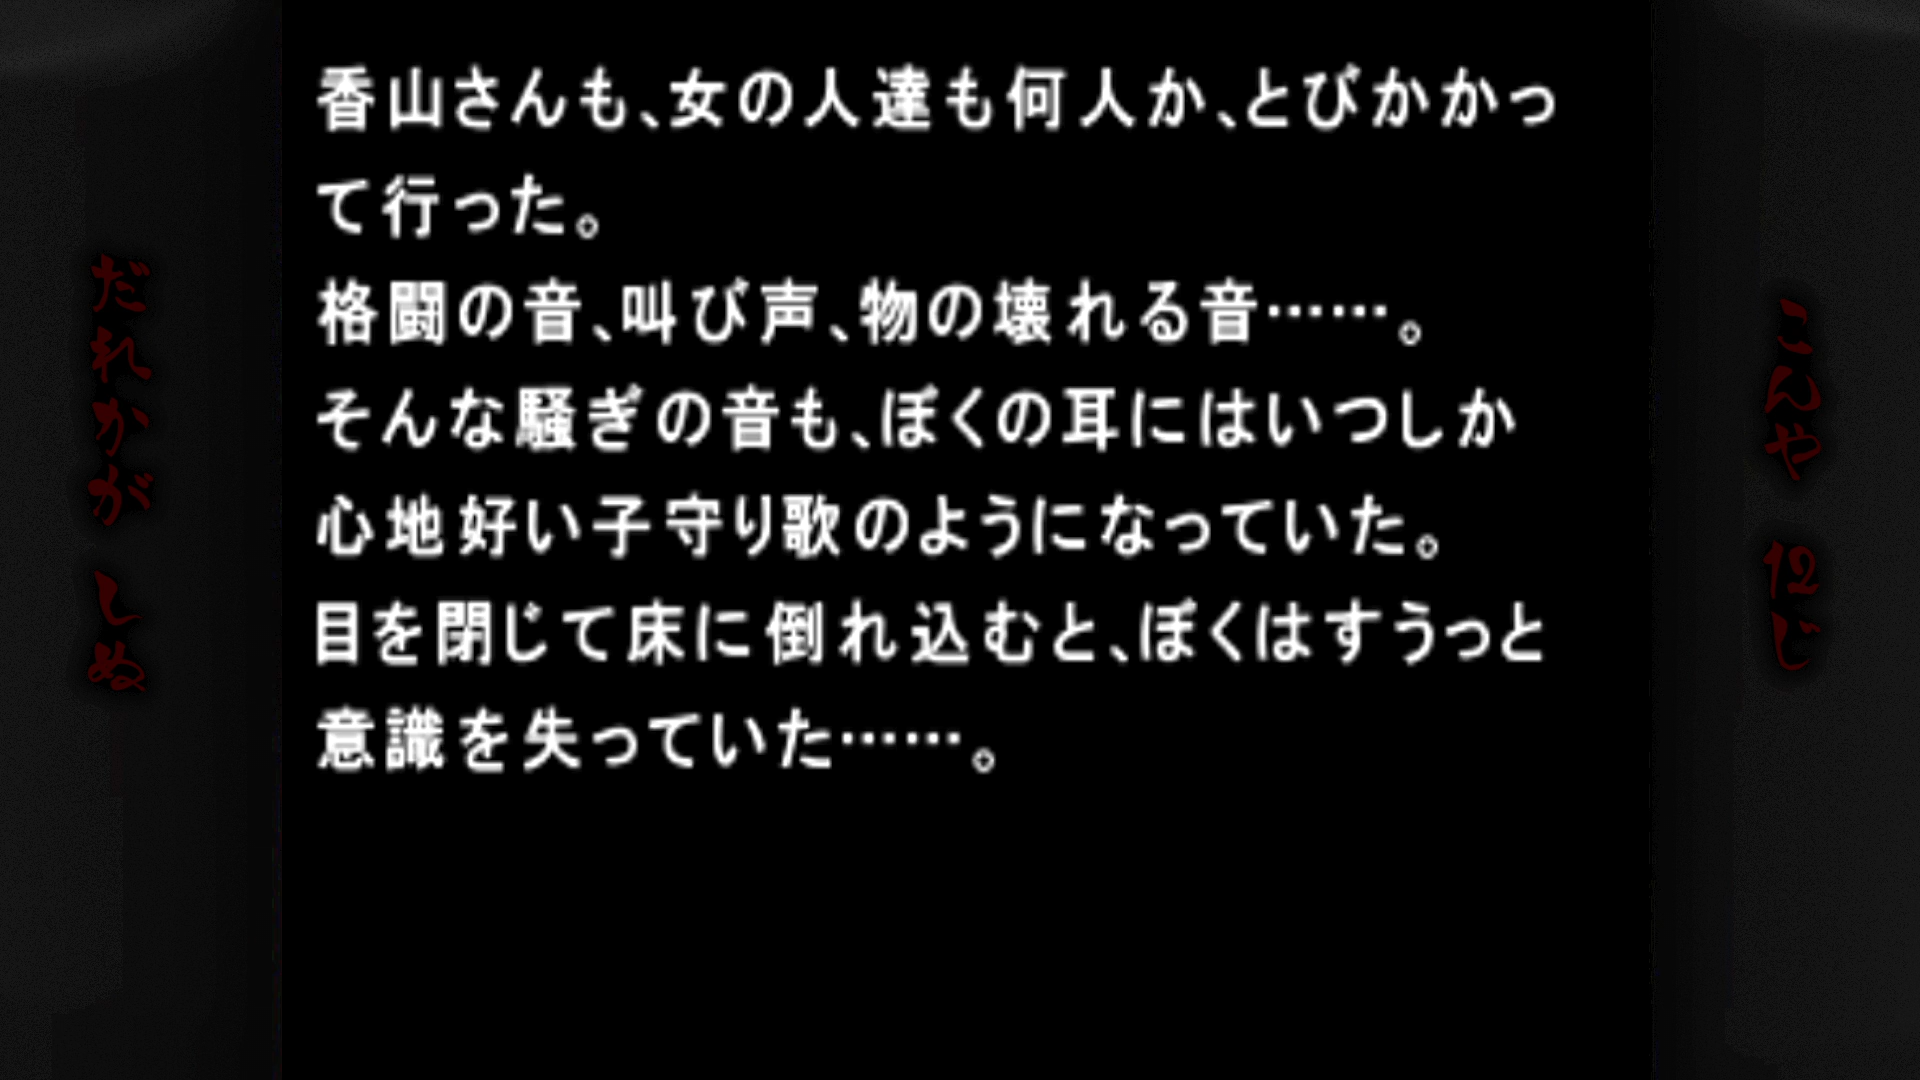 香山さんも、女の人達も何人か、とびかかっ
て行った。
格闘の音、叫び声、物の壊れる音……。
そんな騒ぎの音も、ぼくの耳にはいつしか
心地好い子守り歌のようになっていた。
目を閉じて床に倒れ込むと、ぼくはすうっと
意識を失っていた……。
こんや 12じ
だれかが しぬ